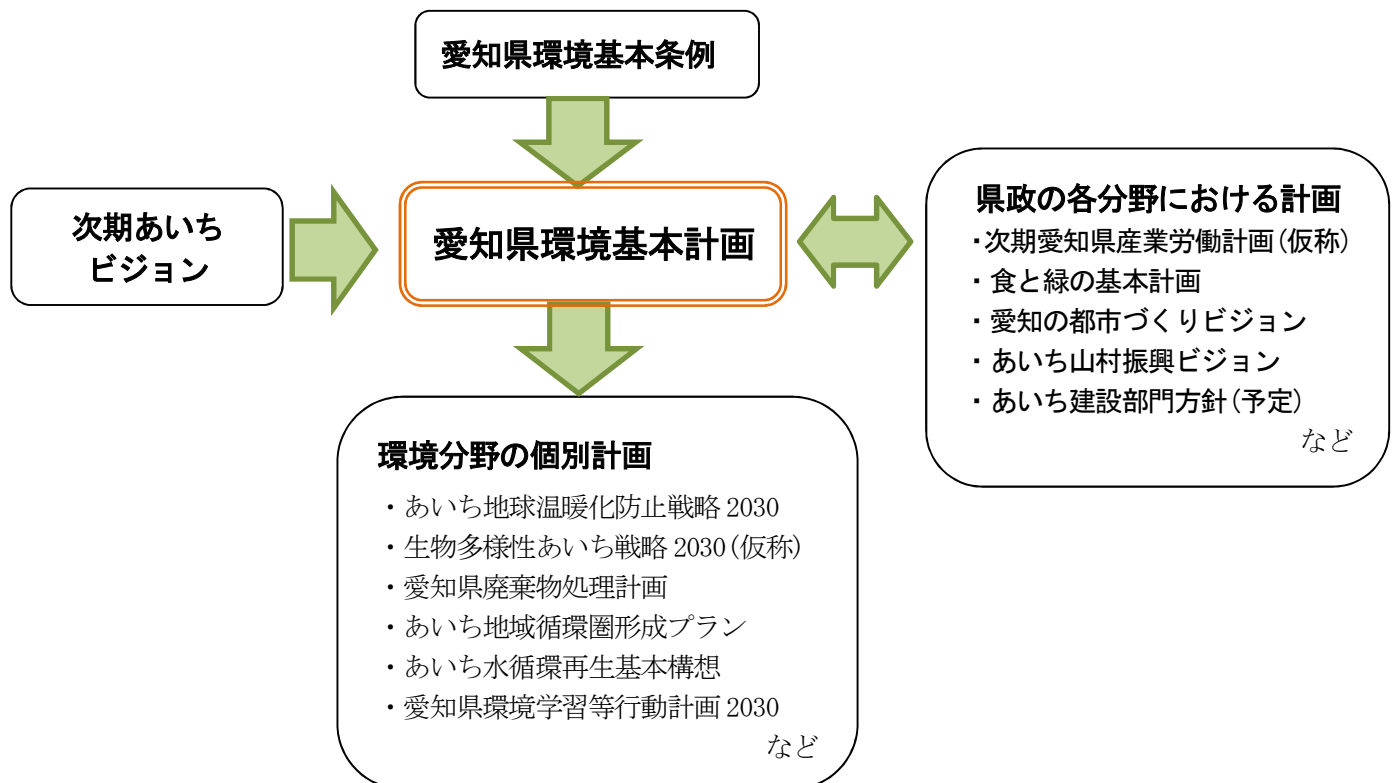 愛知県環境基本条例
次期あいち
ビジョン
愛知県環境基本計画
県政の各分野における計画
・次期愛知県産業労働計画(仮称)
・食と緑の基本計画
・愛知の都市づくりビジョン
・あいち山村振興ビジョン
・あいち建設部門方針(予定)
など
環境分野の個別計画
・あいち地球温暖化防止戦略 2030
・生物多様性あいち戦略 2030(仮称)
・愛知県廃棄物処理計画
・あいち地域循環圏形成プラン
・あいち水循環再生基本構想
・愛知県環境学習等行動計画 2030
など